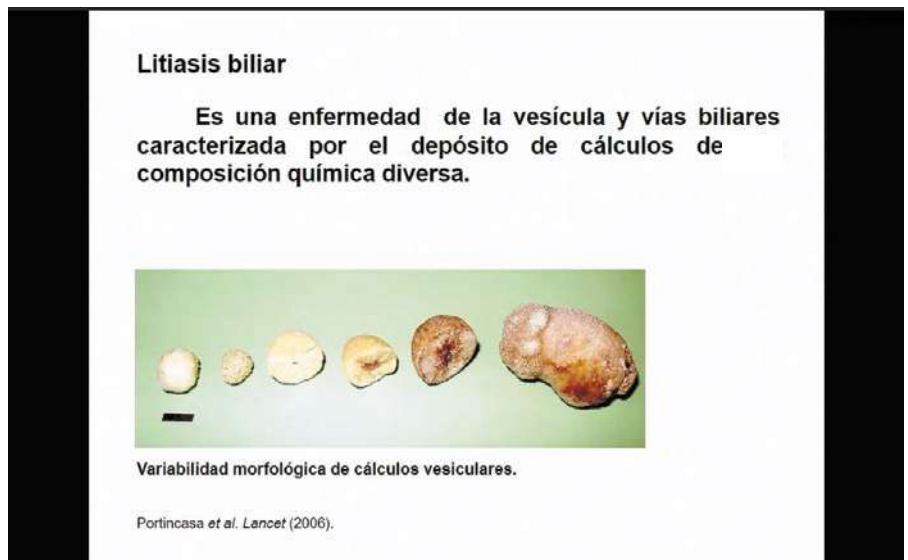 Litiasis biliar
Es una enfermedad de la vesícula y vías biliares
caracterizada por el depósito de cálculos de
composición química diversa.
Variabilidad morfológica de cálculos vesiculares.
Portincasa et al. Lancet (2006).